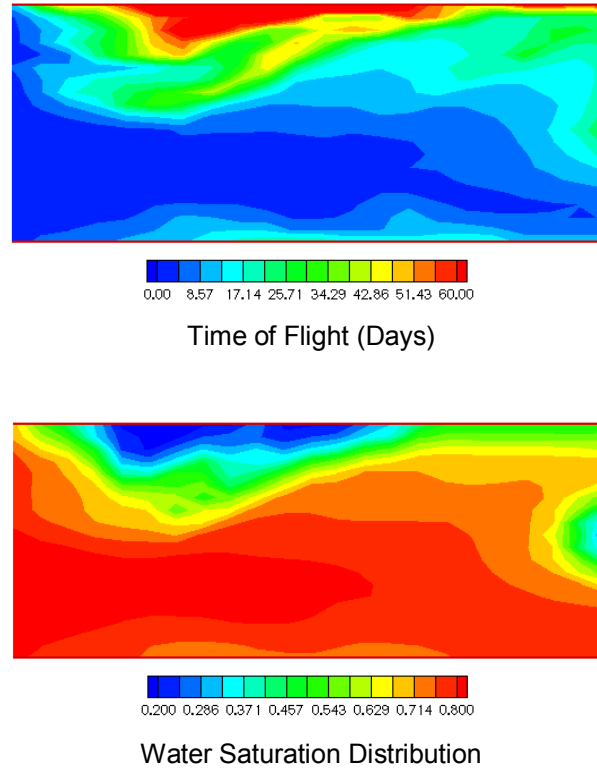 0.00 8.57 17.14 25.71 34.29 42.86 51.43 60.00
Time of Flight (Days)
0.200 0.286 0.371 0.457 0.543 0.629 0.714 0.800
Water Saturation Distribution